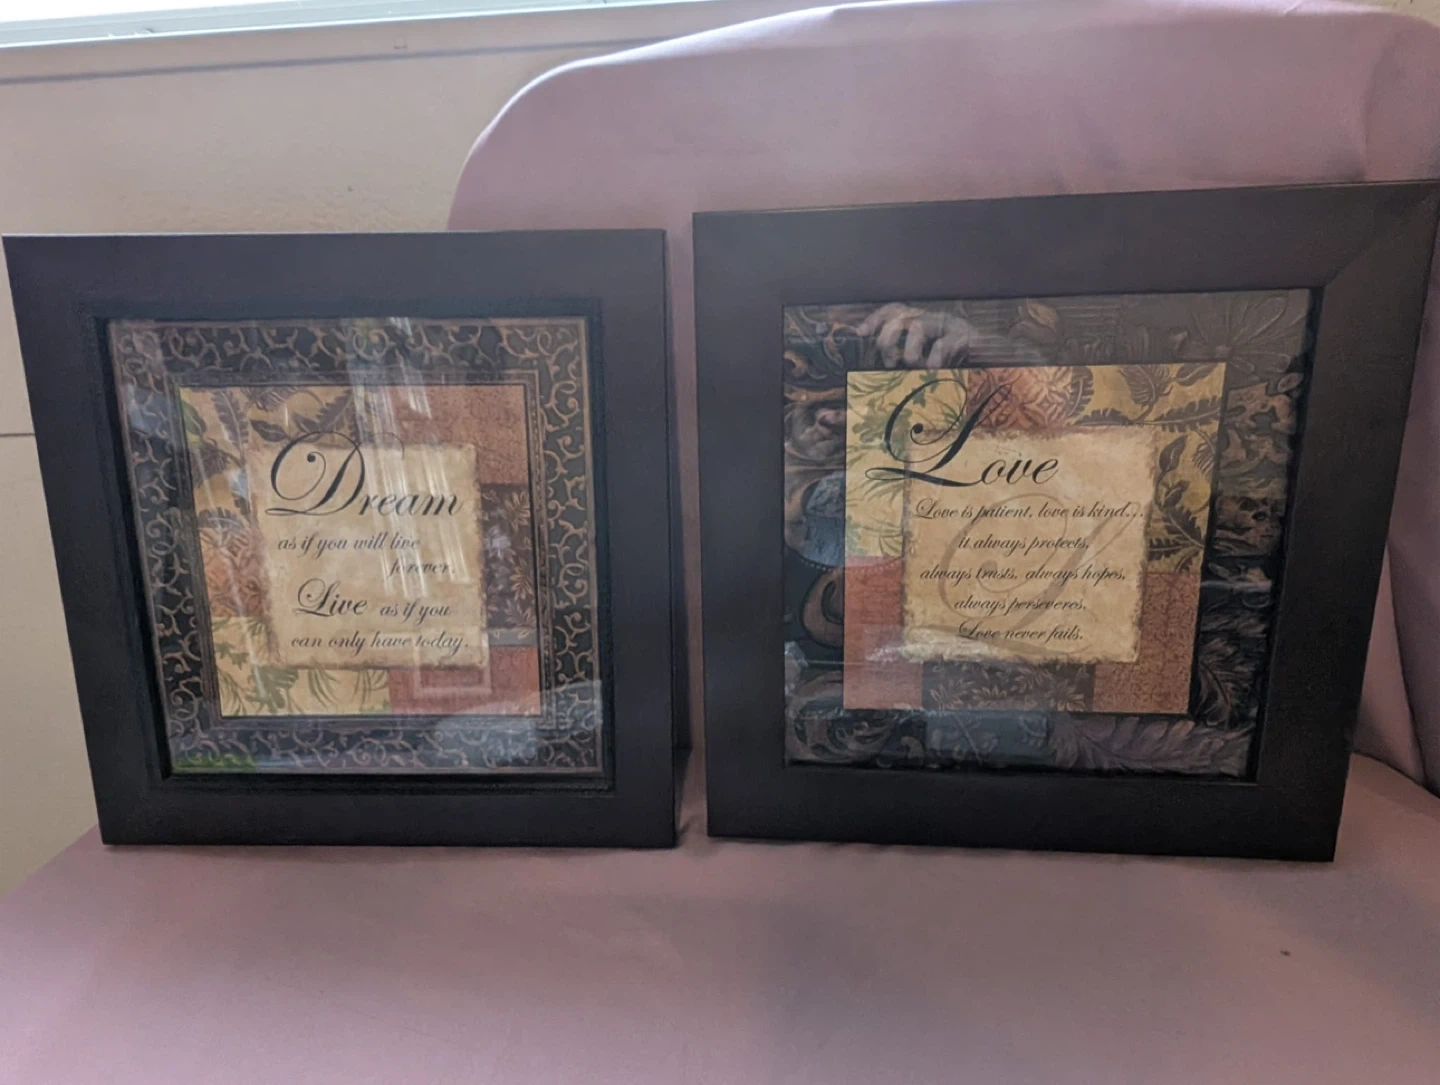 Dream
as if you will live
forever.
Live as if you
can only have today.
Love
Love is patient, love is kind...
it always protects,
always trusts, always hopes,
always perseveres.
Love never fails.